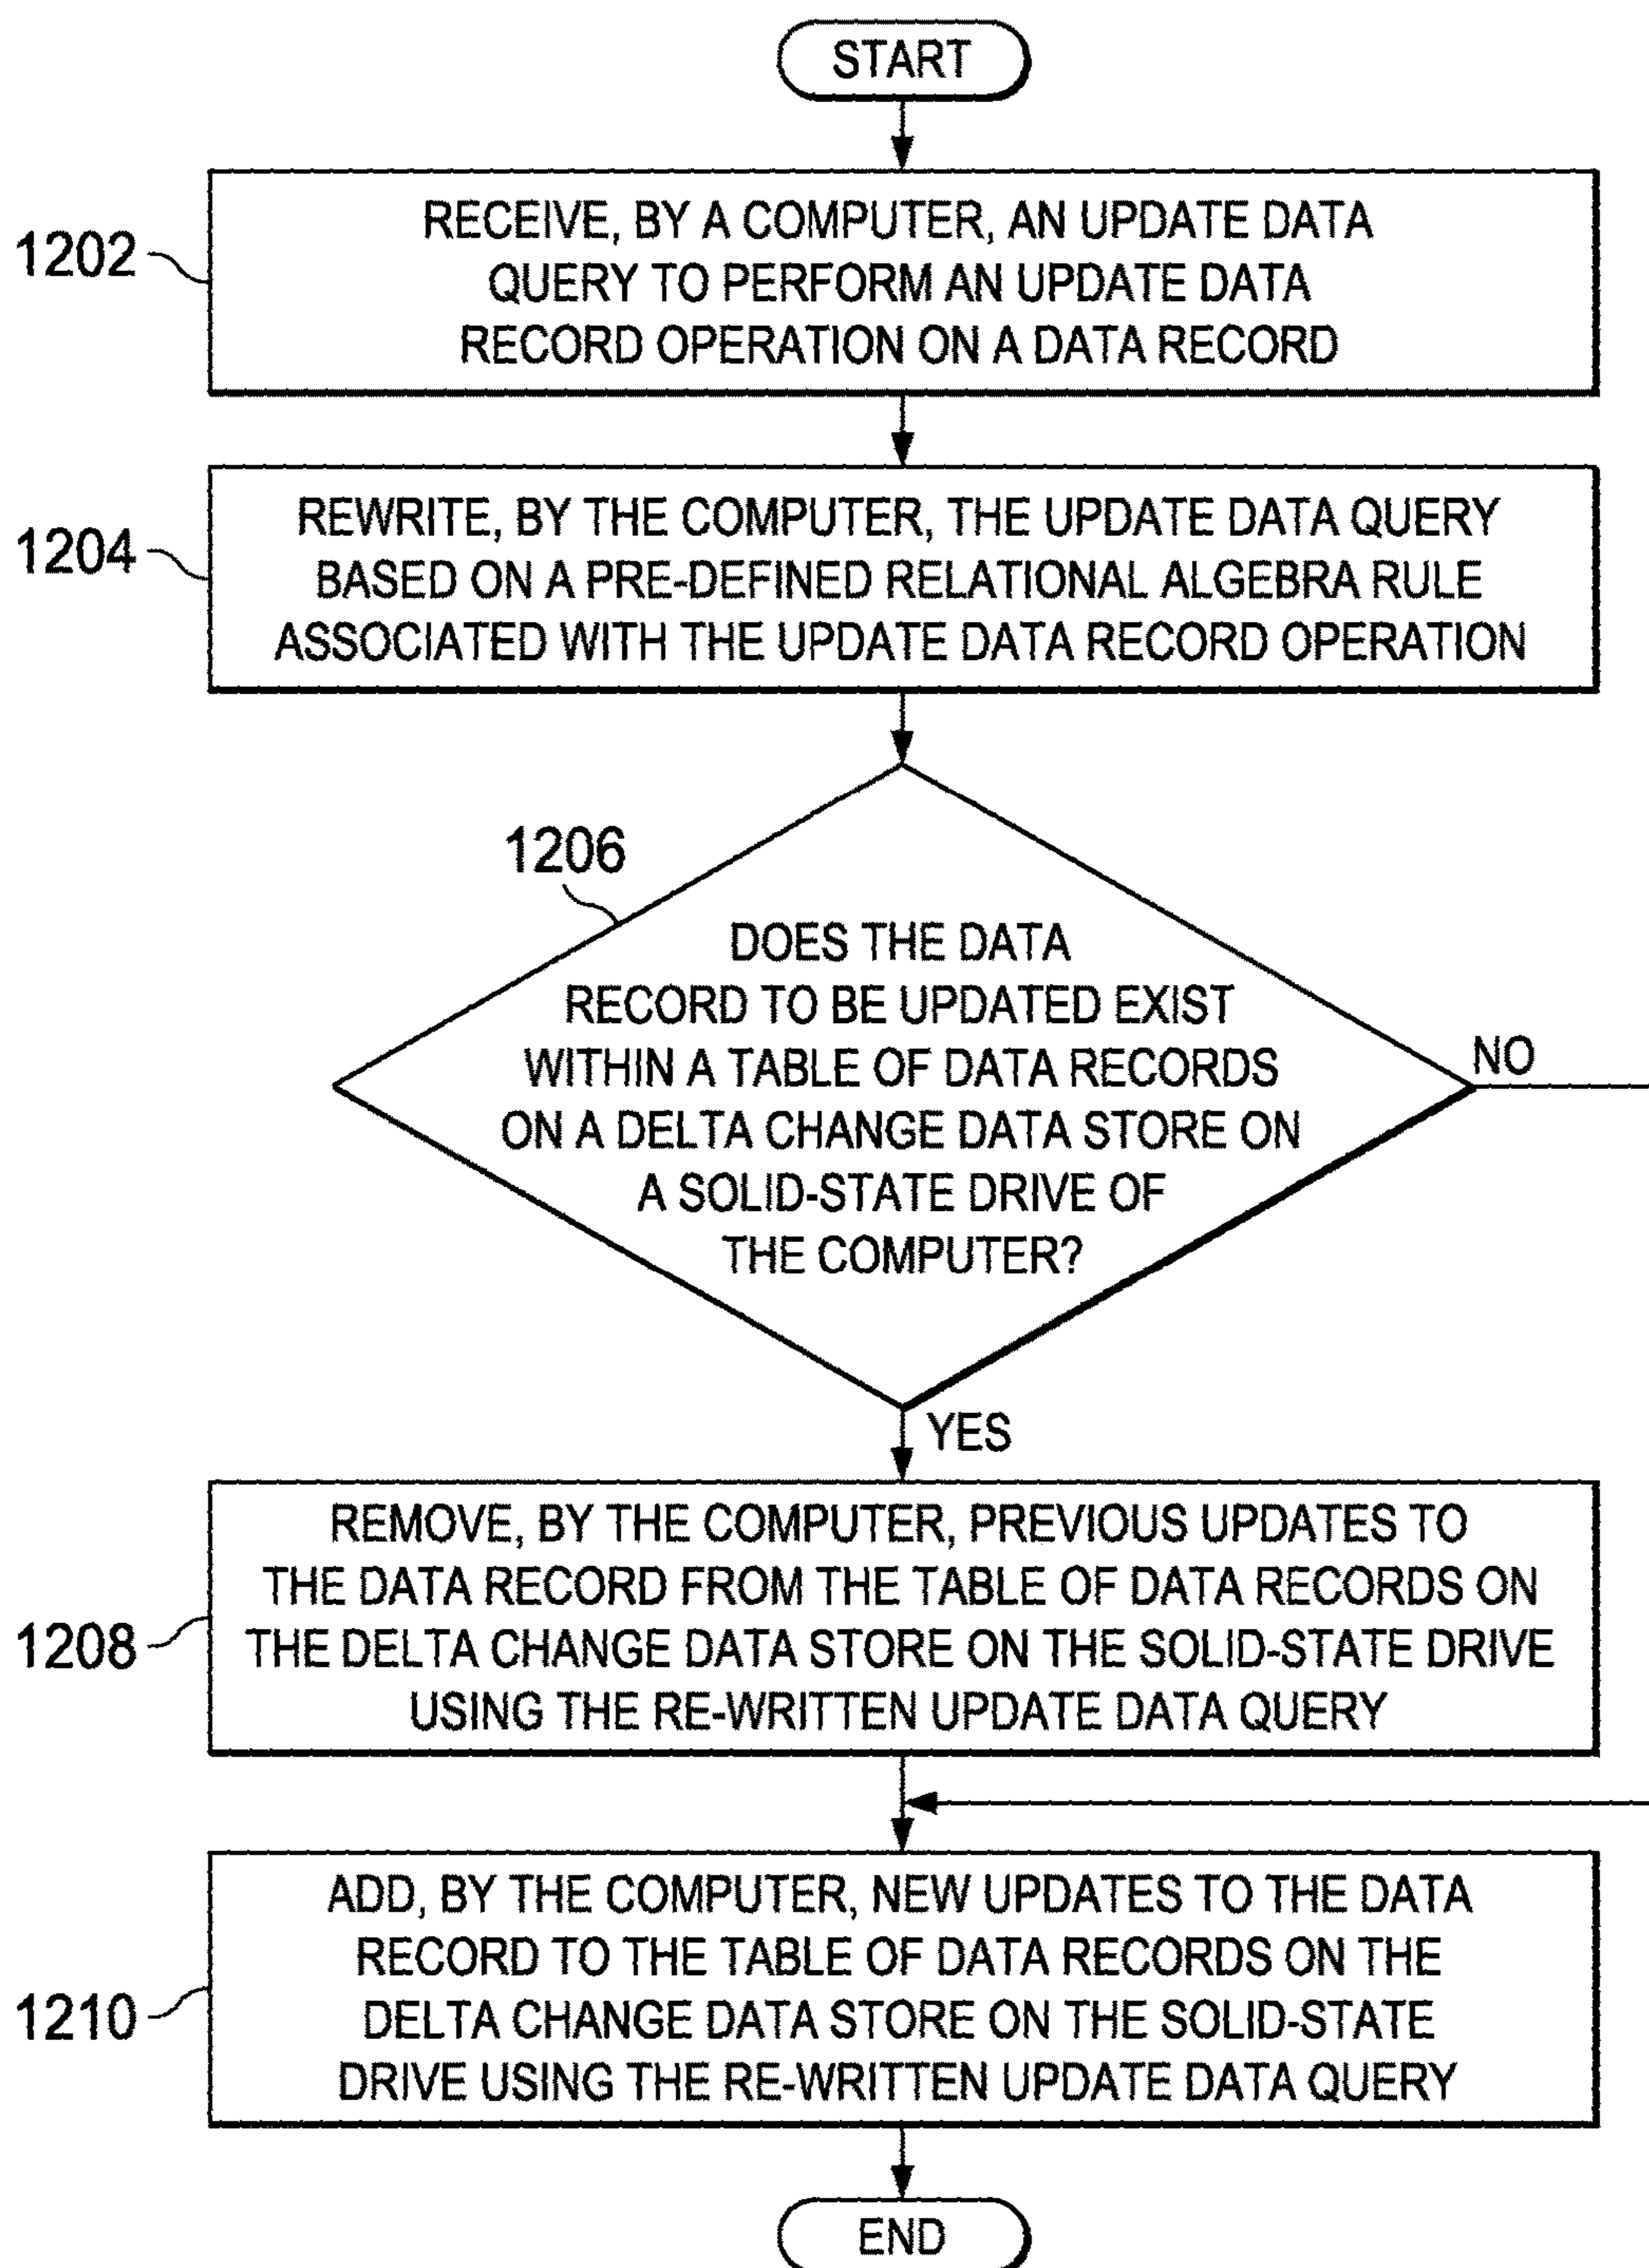 START
1202
RECEIVE, BY A COMPUTER, AN UPDATE DATA
QUERY TO PERFORM AN UPDATE DATA
RECORD OPERATION ON A DATA RECORD
1204
REWRITE, BY THE COMPUTER, THE UPDATE DATA QUERY
BASED ON A PRE-DEFINED RELATIONAL ALGEBRA RULE
ASSOCIATED WITH THE UPDATE DATA RECORD OPERATION
1206
DOES THE DATA
RECORD TO BE UPDATED EXIST
WITHIN A TABLE OF DATA RECORDS
ON A DELTA CHANGE DATA STORE ON
A SOLID-STATE DRIVE OF
THE COMPUTER?
NO
YES
1208
REMOVE, BY THE COMPUTER, PREVIOUS UPDATES TO
THE DATA RECORD FROM THE TABLE OF DATA RECORDS ON
THE DELTA CHANGE DATA STORE ON THE SOLID-STATE DRIVE
USING THE RE-WRITTEN UPDATE DATA QUERY
1210
ADD, BY THE COMPUTER, NEW UPDATES TO THE DATA
RECORD TO THE TABLE OF DATA RECORDS ON THE
DELTA CHANGE DATA STORE ON THE SOLID-STATE
DRIVE USING THE RE-WRITTEN UPDATE DATA QUERY
END